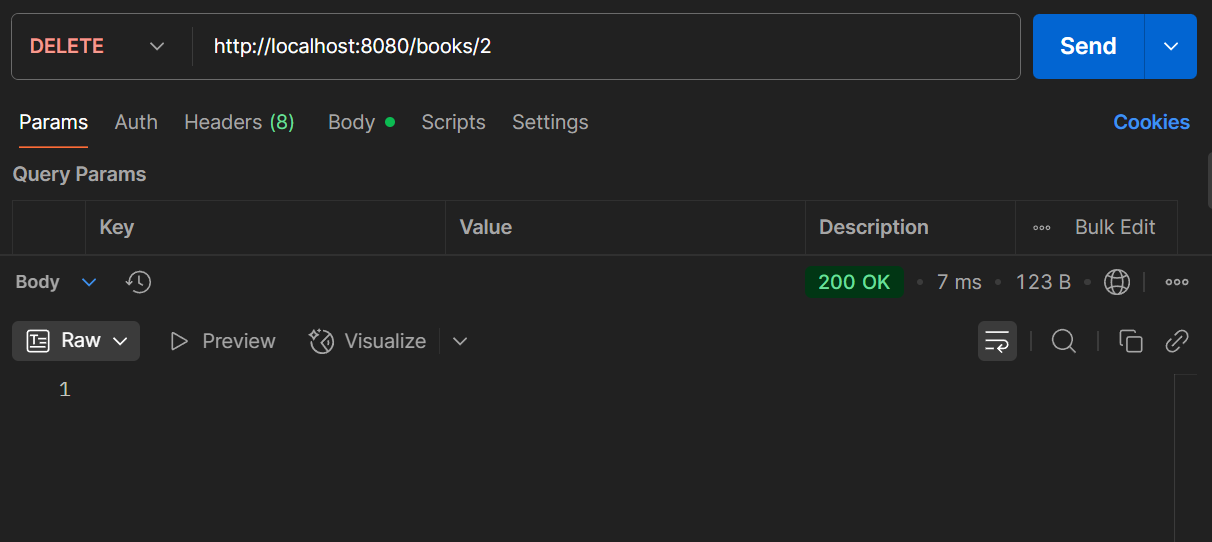 DELETE http://localhost:8080/books/2 Send
Params Auth Headers (8) Body Scripts Settings Cookies
Query Params
Key Value Description Bulk Edit
Body 200 OK 7 ms 123 B
Raw Preview Visualize
1